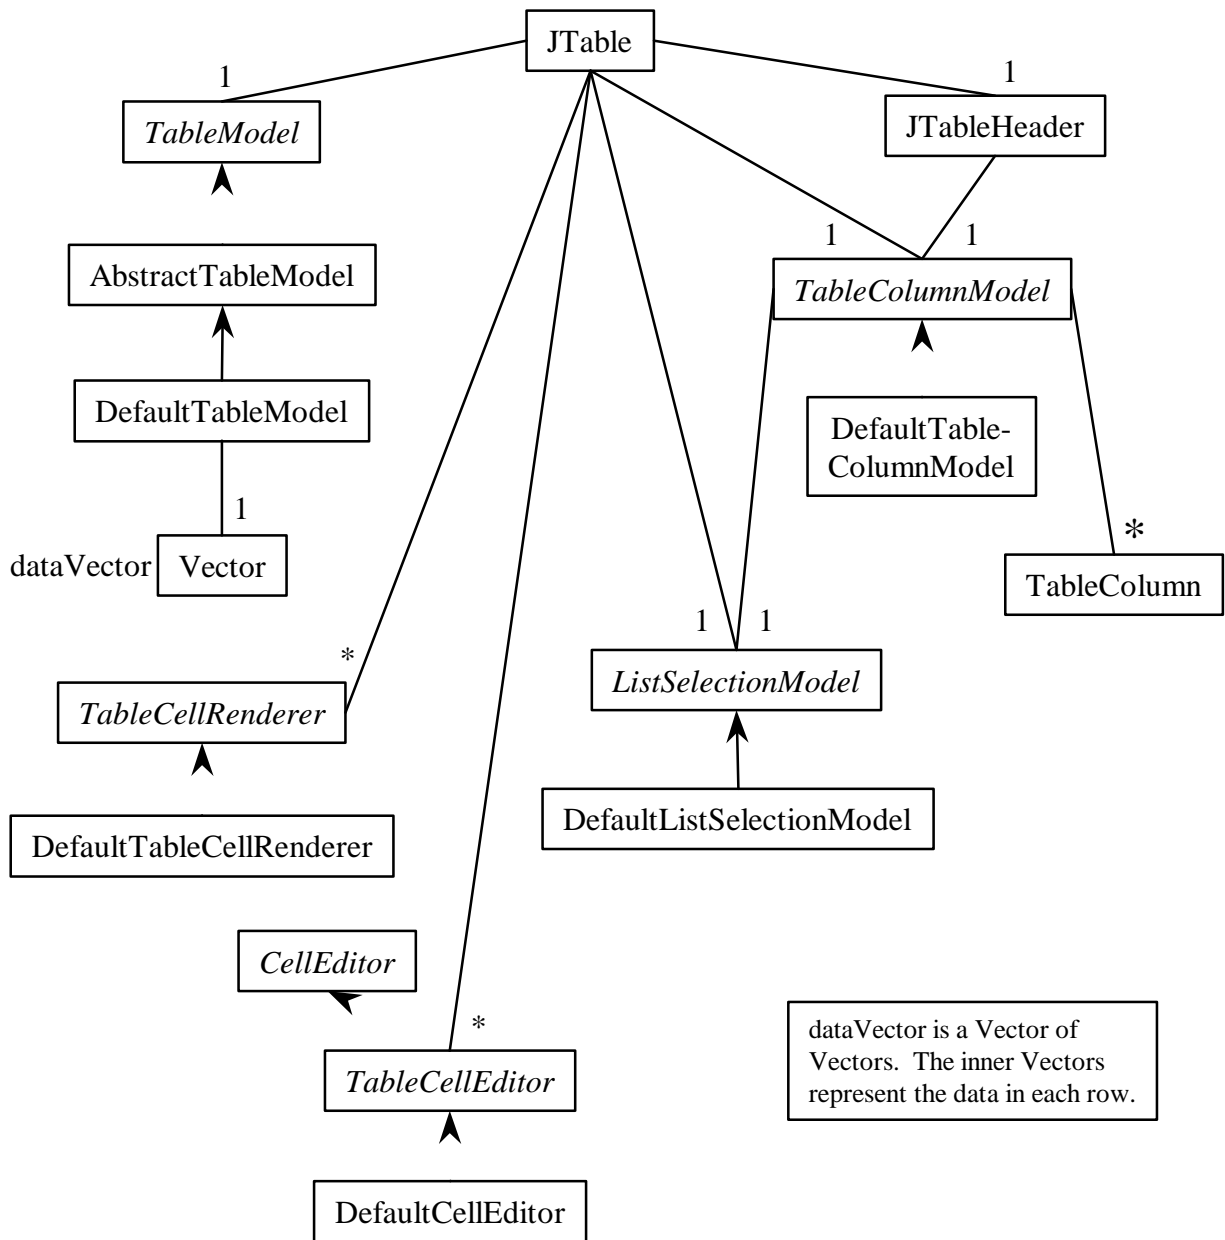 JTable
1
1
TableModel
JTableHeader
1
1
AbstractTableModel
TableColumnModel
DefaultTableModel
DefaultTable-
ColumnModel
1
*
dataVector
Vector
TableColumn
1
1
*
ListSelectionModel
TableCellRenderer
DefaultListSelectionModel
DefaultTableCellRenderer
CellEditor
*
dataVector is a Vector of
Vectors. The inner Vectors
represent the data in each row.
TableCellEditor
DefaultCellEditor